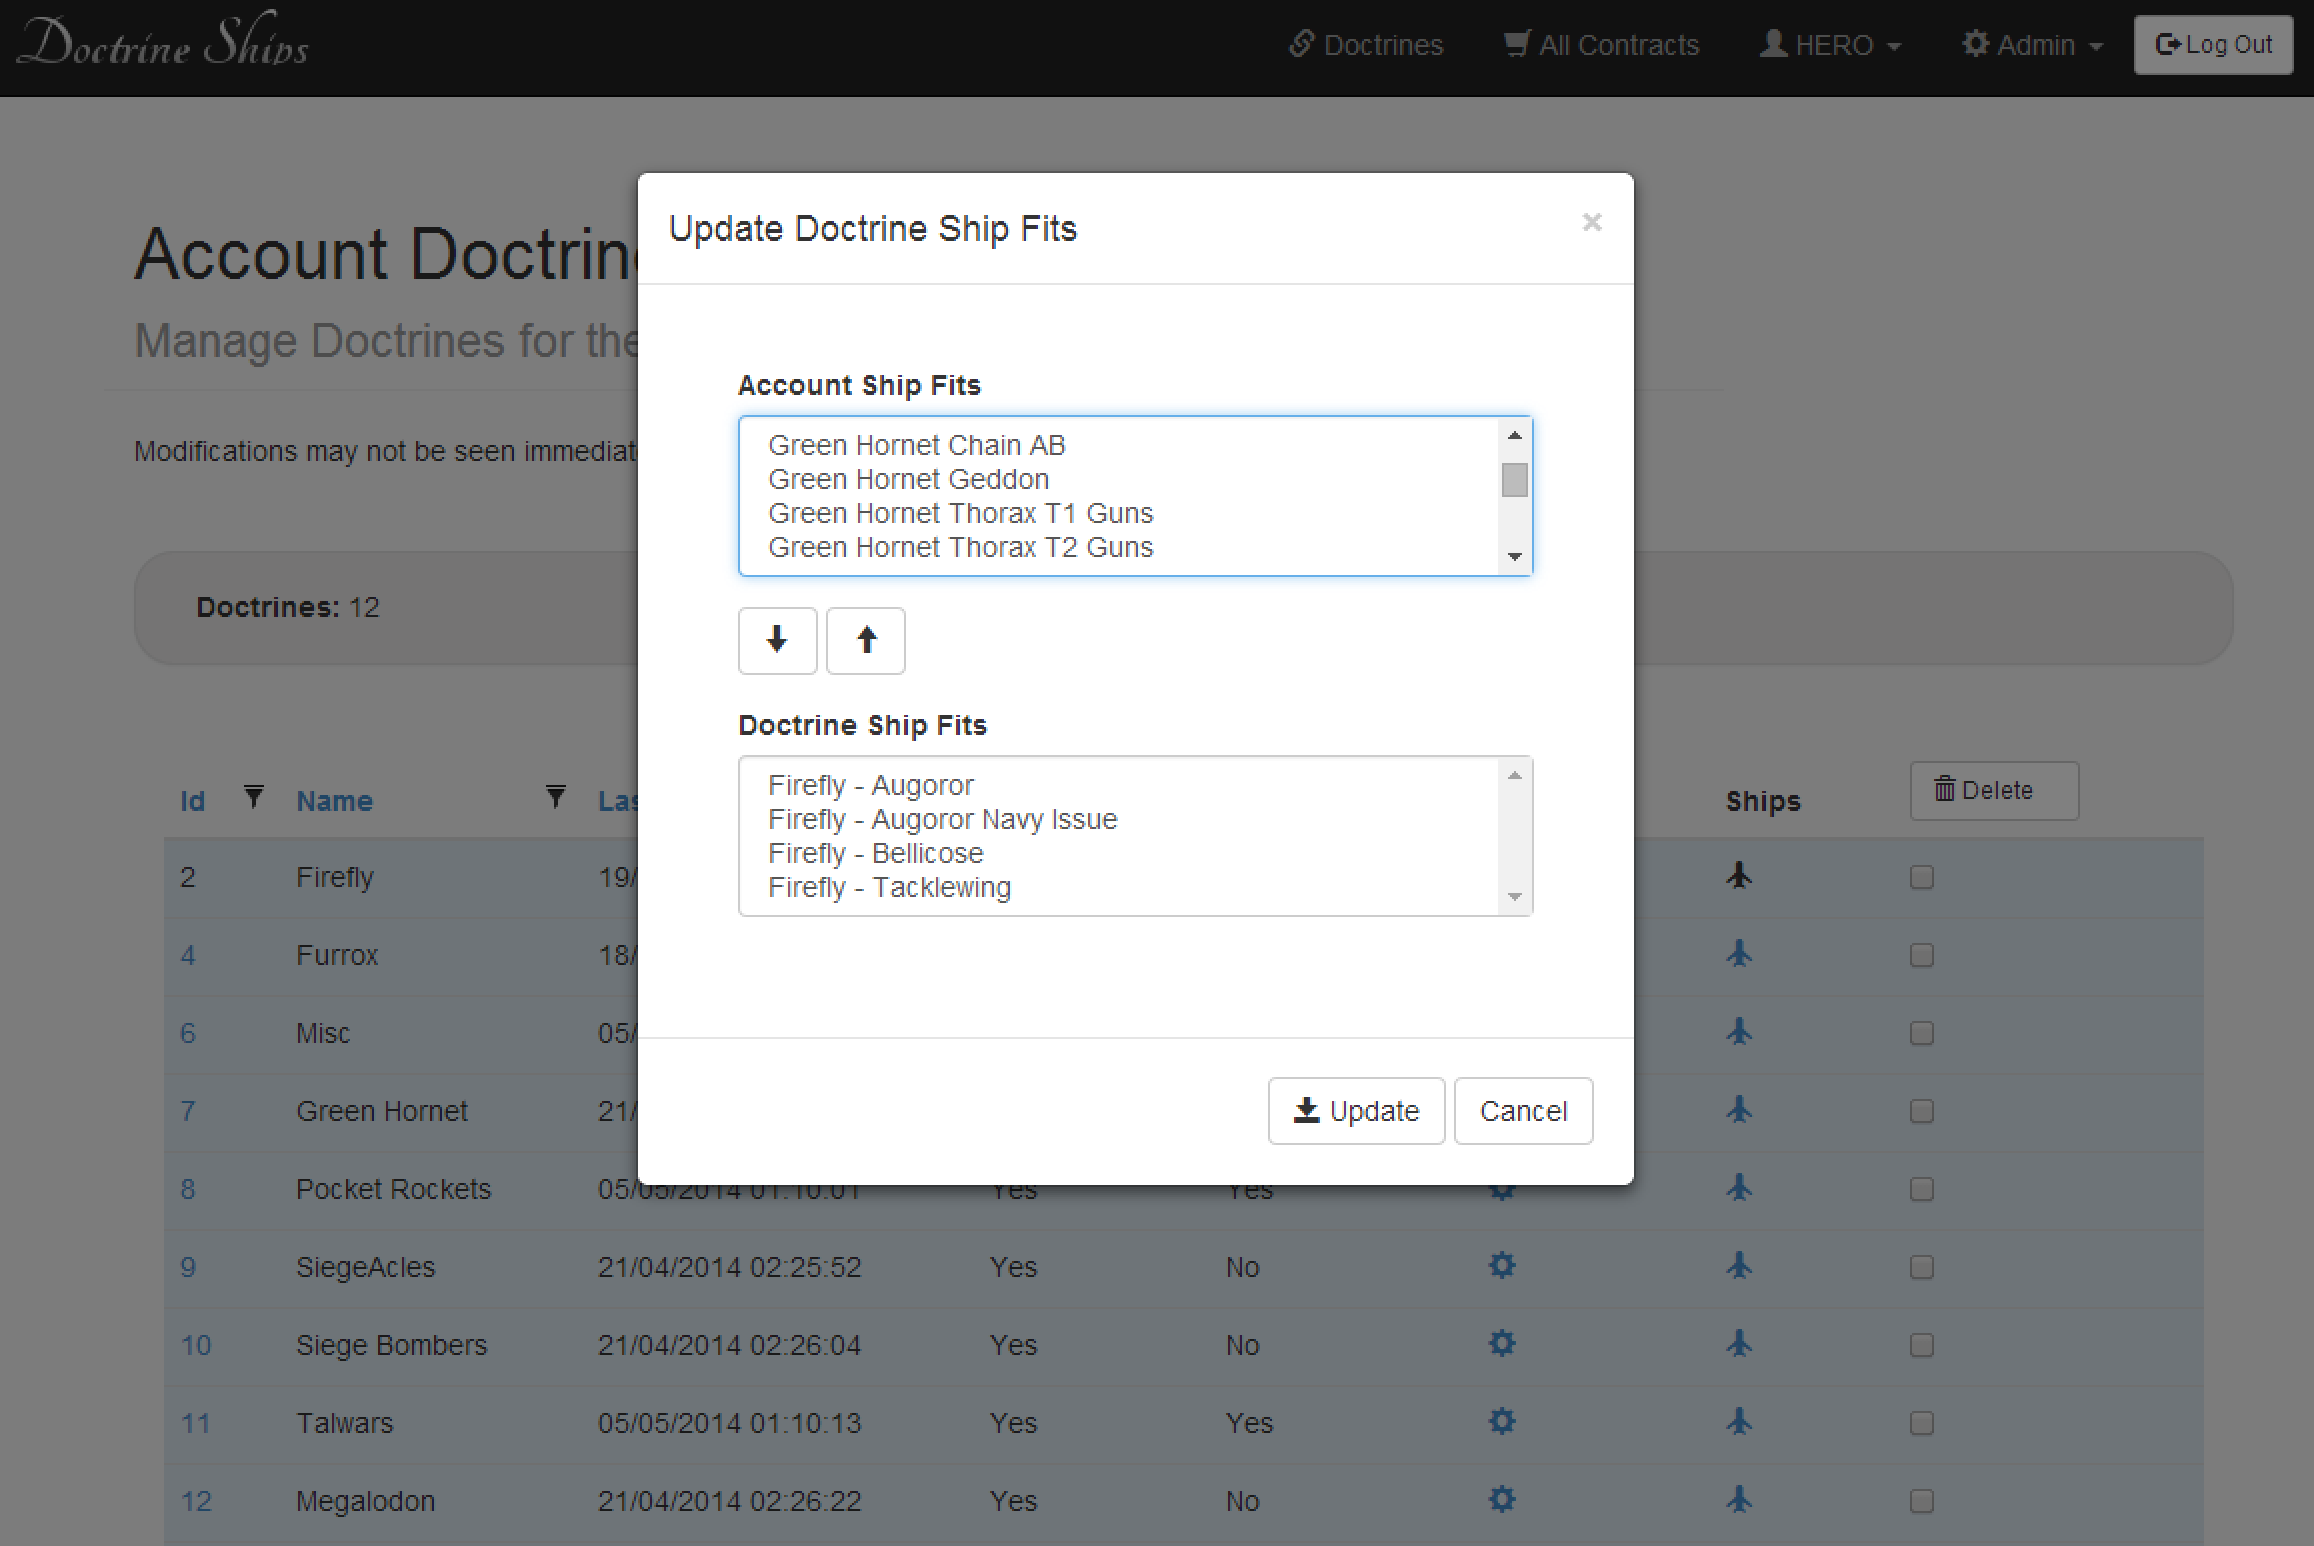 Doctrine Ships
Doctrines
All Contracts
HERO
Admin
Log Out
Account Doctrin
Manage Doctrines for the
Modifications may not be seen immediat
Update Doctrine Ship Fits
×
Account Ship Fits
Green Hornet Chain AB
Green Hornet Geddon
Green Hornet Thorax T1 Guns
Green Hornet Thorax T2 Guns
Doctrine Ship Fits
Firefly - Augoror
Firefly - Augoror Navy Issue
Firefly - Bellicose
Firefly - Tacklewing
Update
Cancel
Doctrines: 12
Id Name Las Ships Delete
2 Firefly 19/
4 Furrox 18/
6 Misc 05/
7 Green Hornet 21/
8 Pocket Rockets 05/05/2014 01:10:01 Yes Yes
9 SiegeAcles 21/04/2014 02:25:52 Yes No
10 Siege Bombers 21/04/2014 02:26:04 Yes No
11 Talwars 05/05/2014 01:10:13 Yes Yes
12 Megalodon 21/04/2014 02:26:22 Yes No